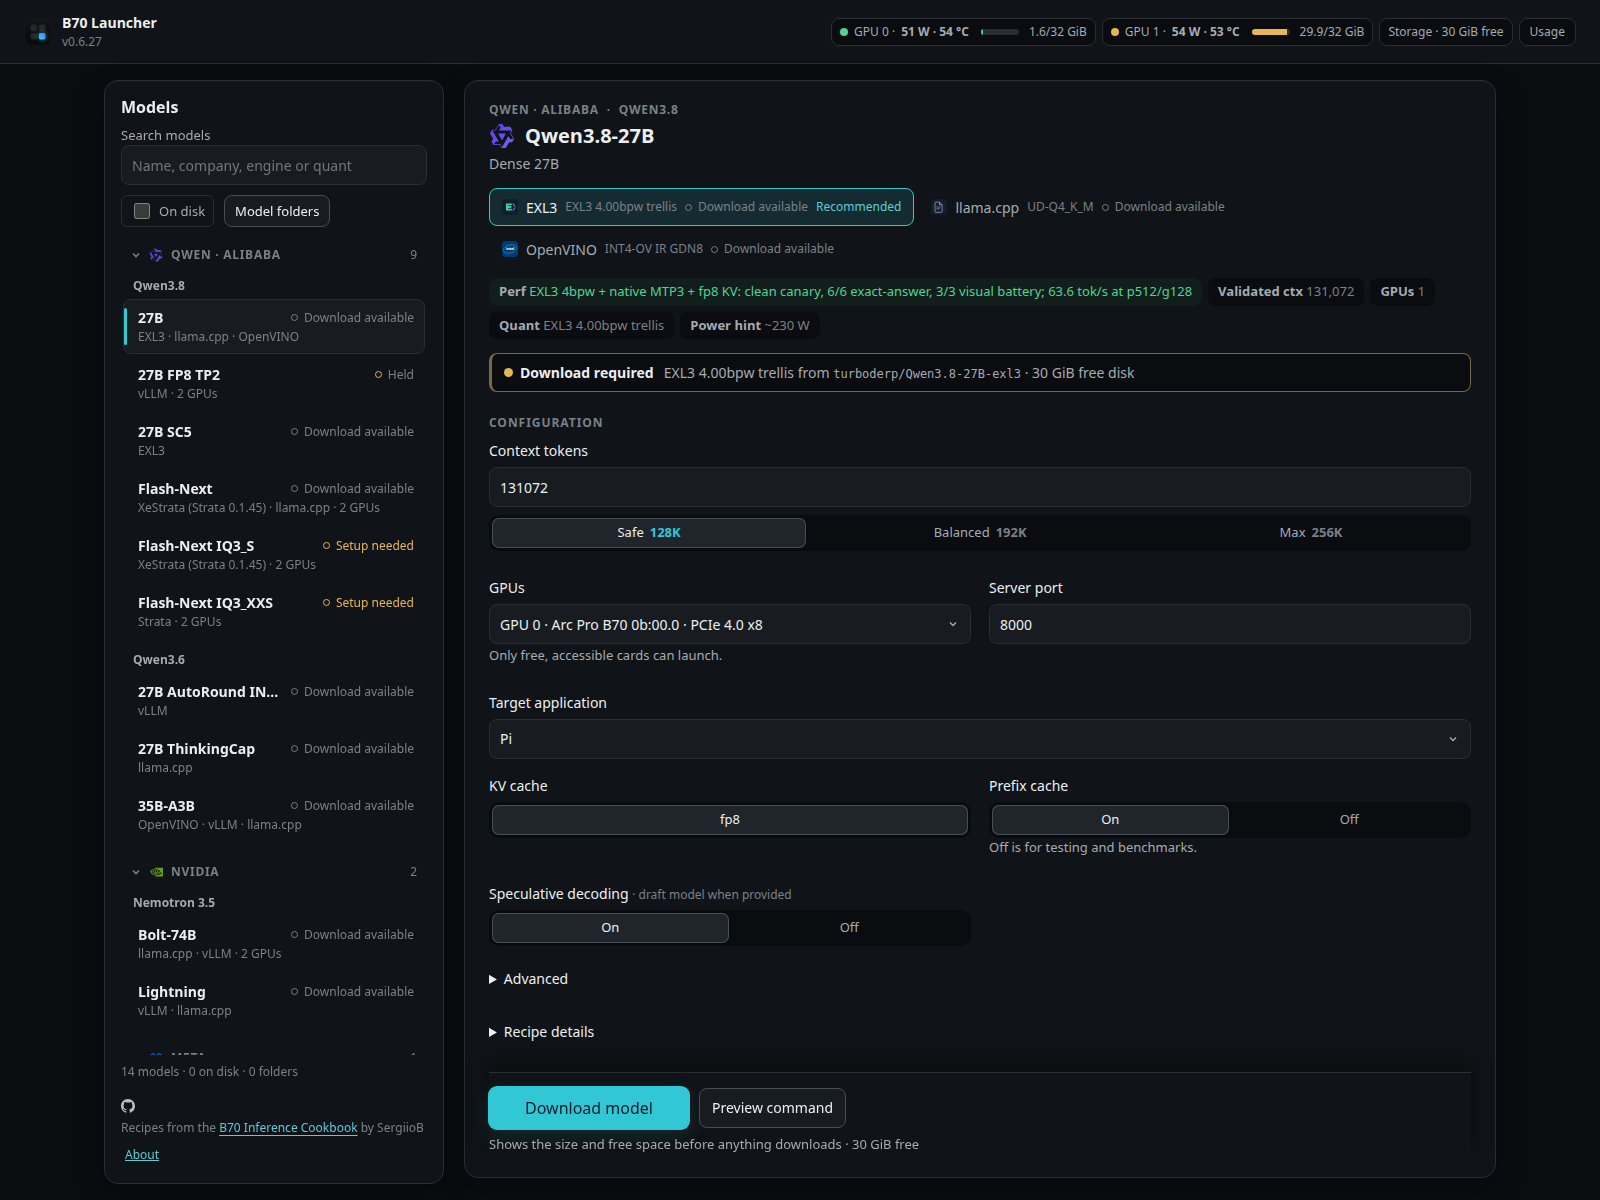 B70 Launcher
v0.6.27
GPU 0 · 51 W · 54 °C 1.6/32 GiB
GPU 1 · 54 W · 53 °C 29.9/32 GiB
Storage · 30 GiB free
Usage
Models
Search models
Name, company, engine or quant
On disk
Model folders
QWEN · ALIBABA 9
Qwen3.8
27B Download available
EXL3 · llama.cpp · OpenVINO
27B FP8 TP2 Held
vLLM · 2 GPUs
27B SC5 Download available
EXL3
Flash-Next Download available
XeStrata (Strata 0.1.45) · llama.cpp · 2 GPUs
Flash-Next IQ3_S Setup needed
XeStrata (Strata 0.1.45) · 2 GPUs
Flash-Next IQ3_XXS Setup needed
Strata · 2 GPUs
Qwen3.6
27B AutoRound IN... Download available
vLLM
27B ThinkingCap Download available
llama.cpp
35B-A3B Download available
OpenVINO · vLLM · llama.cpp
NVIDIA 2
Nemotron 3.5
Bolt-74B Download available
llama.cpp · vLLM · 2 GPUs
Lightning Download available
vLLM · llama.cpp
14 models · 0 on disk · 0 folders
Recipes from the B70 Inference Cookbook by SergiioB
About
QWEN · ALIBABA · QWEN3.8
Qwen3.8-27B
Dense 27B
EXL3 EXL3 4.00bpw trellis Download available Recommended
llama.cpp UD-Q4_K_M Download available
OpenVINO INT4-OV IR GDN8 Download available
Perf EXL3 4bpw + native MTP3 + fp8 KV: clean canary, 6/6 exact-answer, 3/3 visual battery; 63.6 tok/s at p512/g128
Validated ctx 131,072
GPUs 1
Quant EXL3 4.00bpw trellis
Power hint ~230 W
Download required EXL3 4.00bpw trellis from turboderp/Qwen3.8-27B-exl3 · 30 GiB free disk
CONFIGURATION
Context tokens
131072
Safe 128K
Balanced 192K
Max 256K
GPUs
GPU 0 · Arc Pro B70 0b:00.0 · PCIe 4.0 x8
Only free, accessible cards can launch.
Server port
8000
Target application
Pi
KV cache
fp8
Prefix cache
On
Off
Off is for testing and benchmarks.
Speculative decoding · draft model when provided
On
Off
Advanced
Recipe details
Download model
Preview command
Shows the size and free space before anything downloads · 30 GiB free